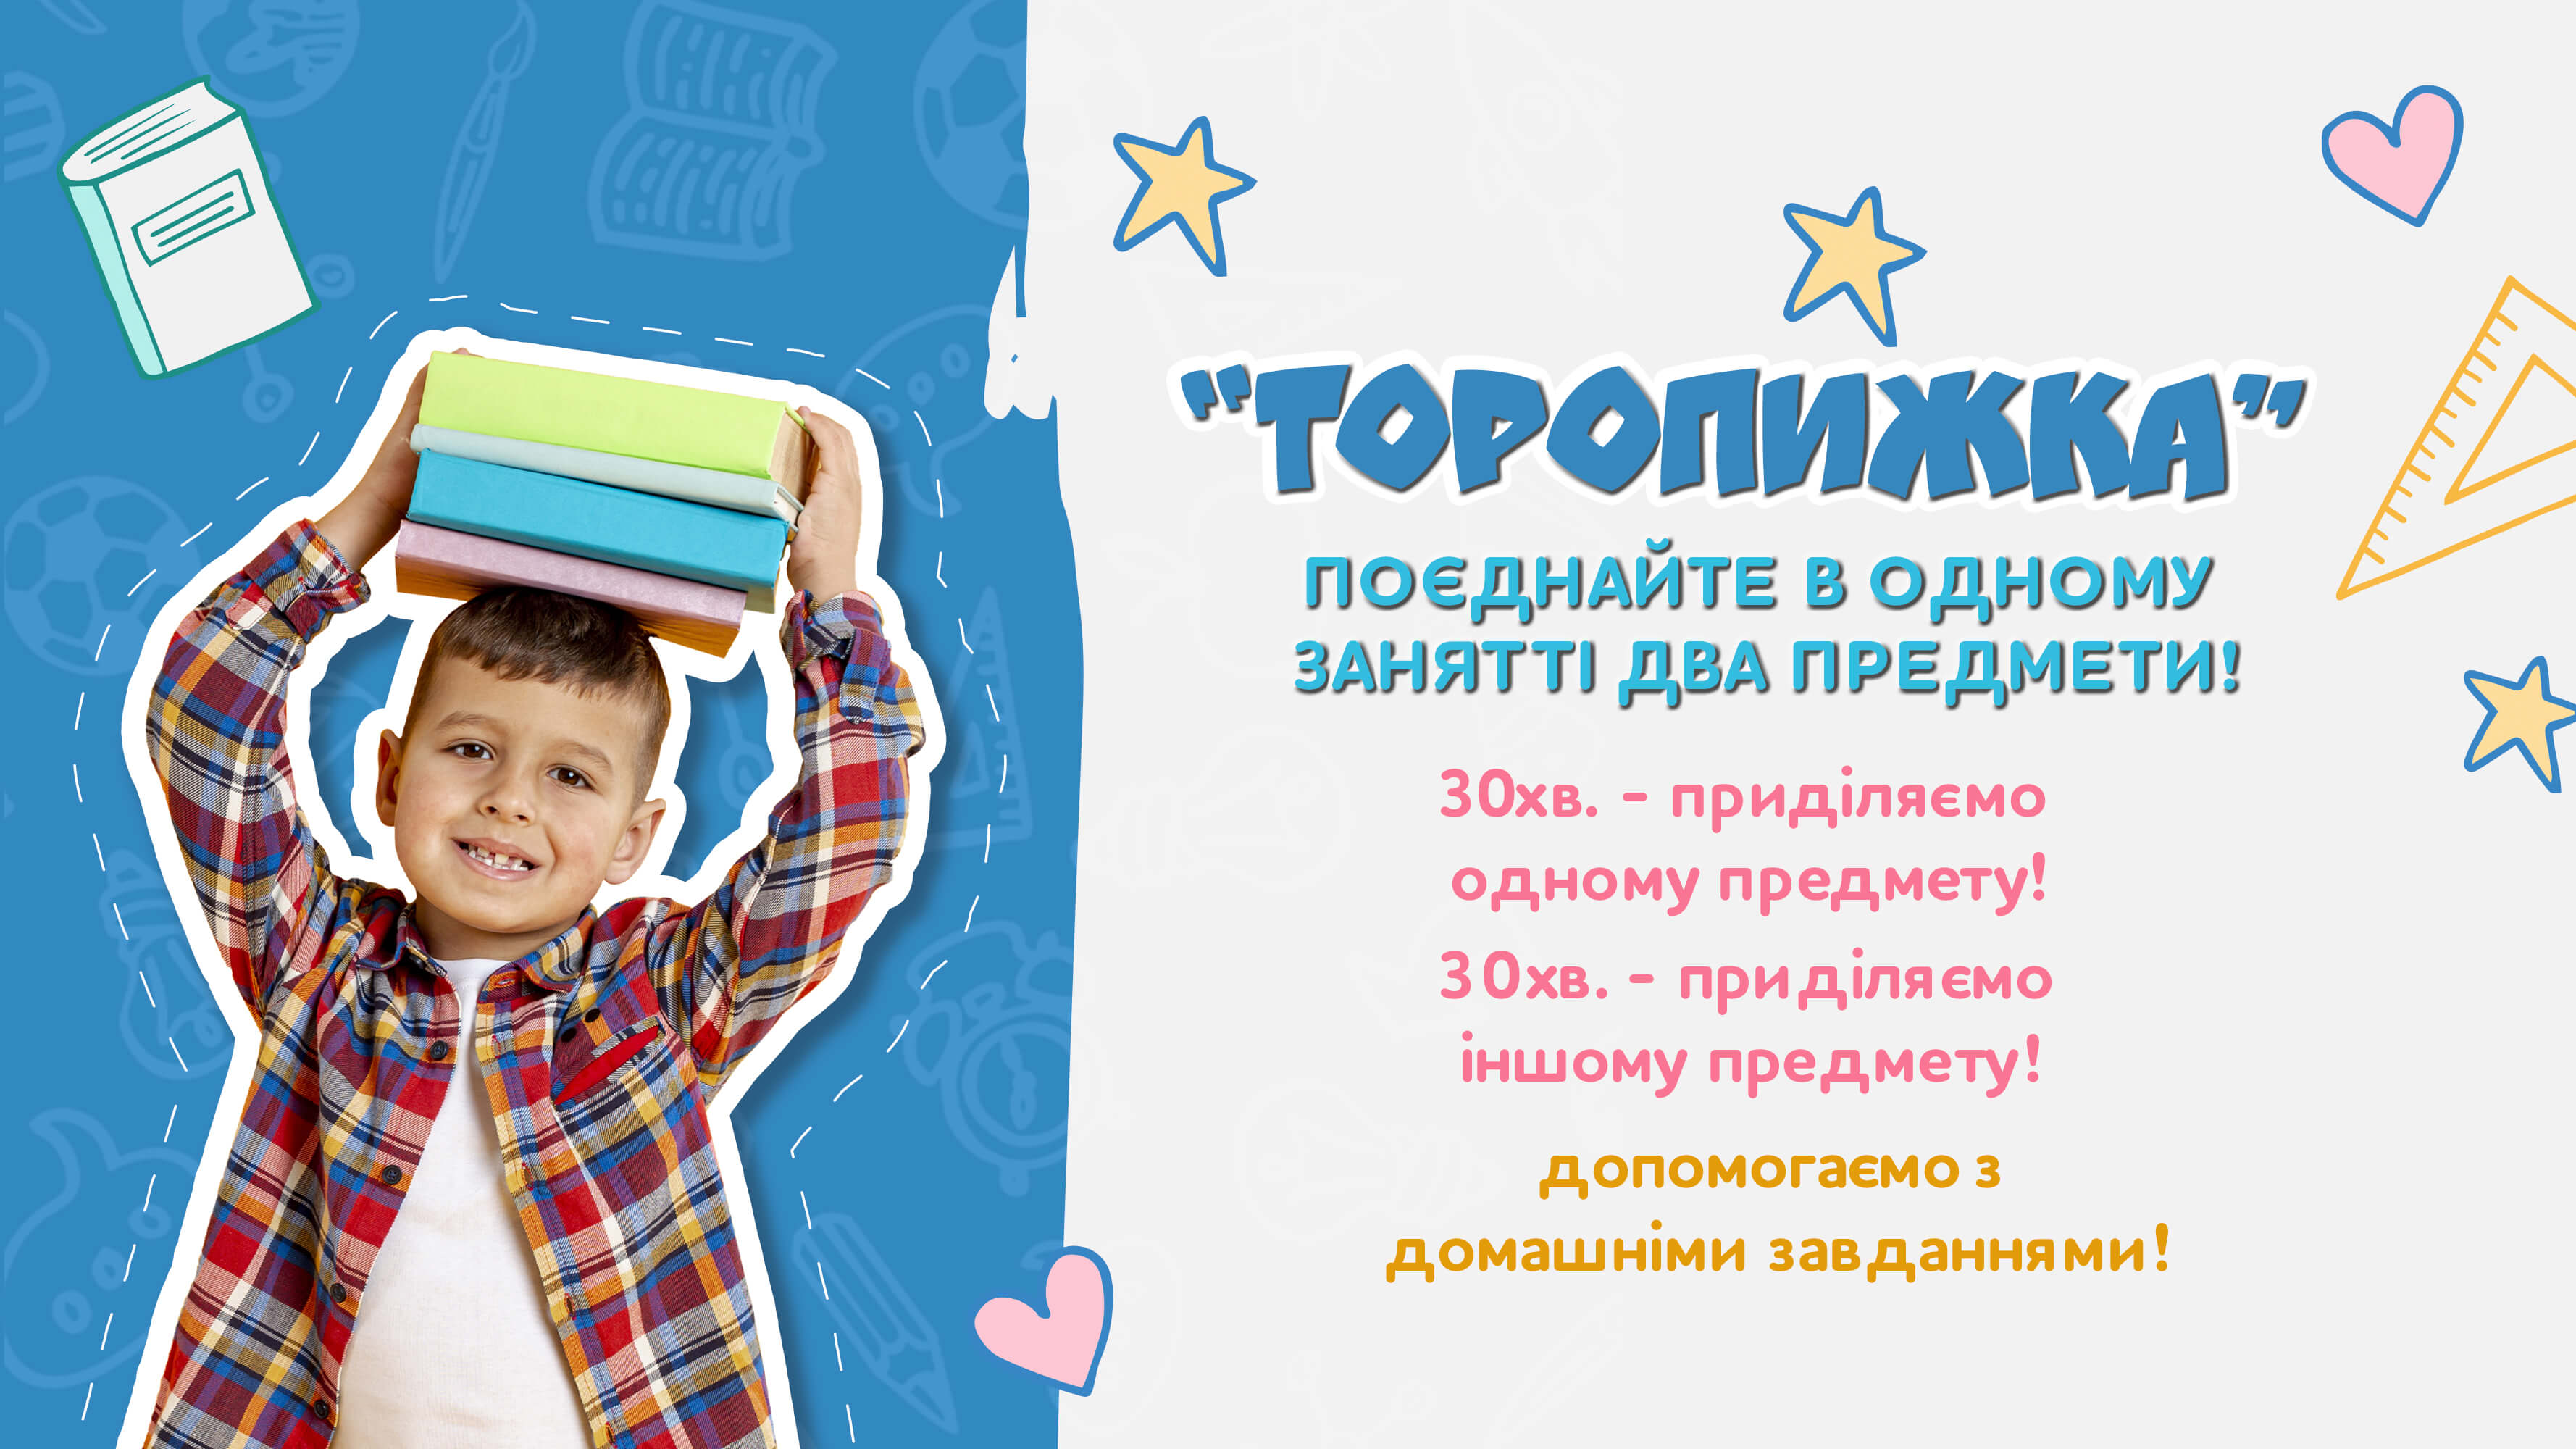 “ТОРОПИЖКА”
ПОЄДНАЙТЕ В ОДНОМУ
ЗАНЯТТІ ДВА ПРЕДМЕТИ!
30хв. - приділяємо
одному предмету!
30хв. - приділяємо
іншому предмету!
допомогаємо з
домашніми завданнями!